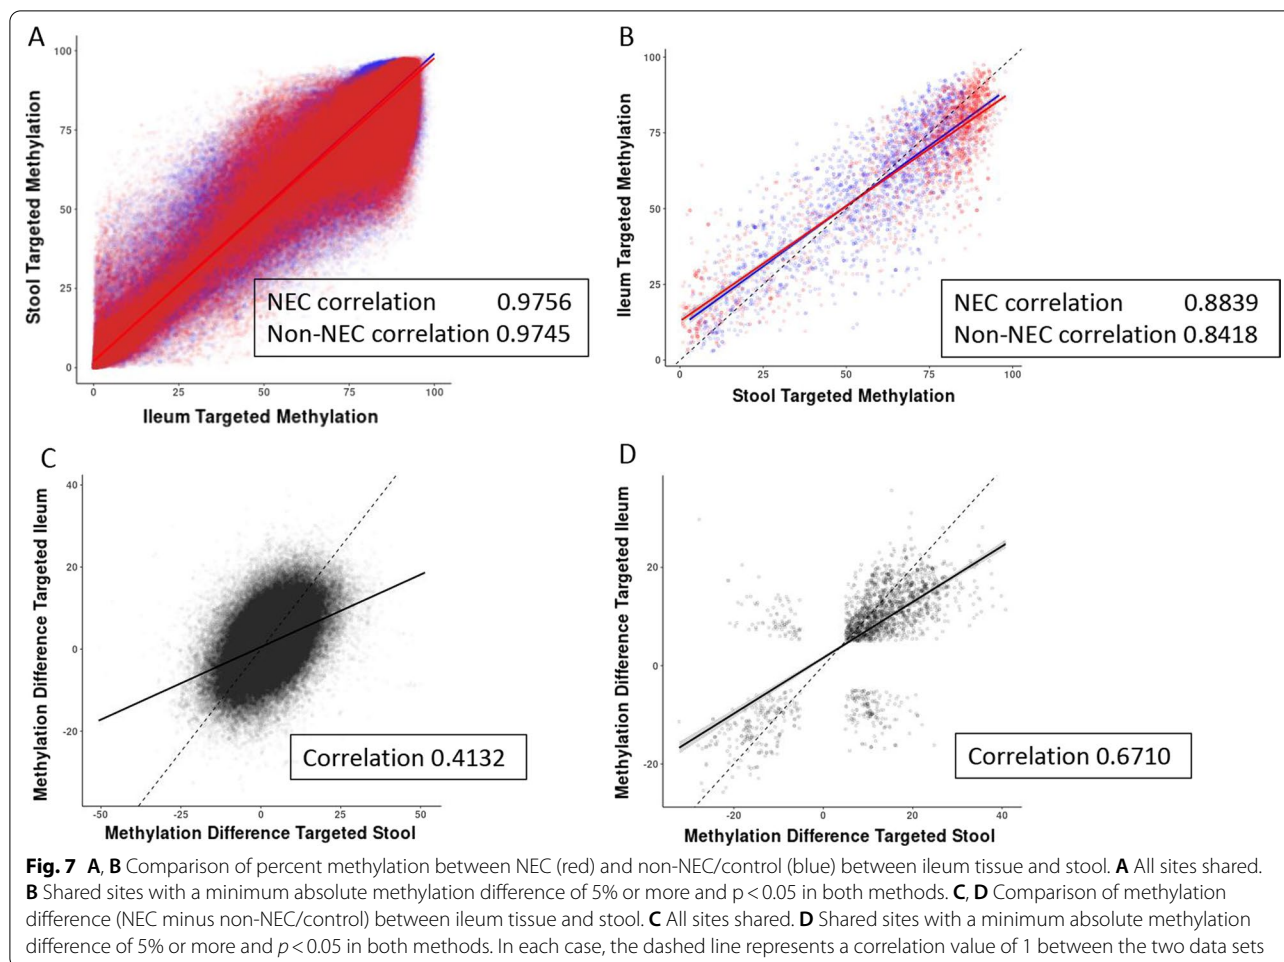 A
100
75
50
25
0
Stool Targeted Methylation
NEC correlation 0.9756
Non-NEC correlation 0.9745
0 25 50 75 100
Ileum Targeted Methylation
B
100
75
50
25
0
Ileum Targeted Methylation
NEC correlation 0.8839
Non-NEC correlation 0.8418
0 25 50 75 100
Stool Targeted Methylation
C
40
20
0
-20
Methylation Difference Targeted Ileum
Correlation 0.4132
-50 -25 0 25 50
Methylation Difference Targeted Stool
D
20
0
-20
Methylation Difference Targeted Ileum
Correlation 0.6710
-20 0 20 40
Methylation Difference Targeted Stool
Fig. 7 A, B Comparison of percent methylation between NEC (red) and non-NEC/control (blue) between ileum tissue and stool. A All sites shared.
B Shared sites with a minimum absolute methylation difference of 5% or more and p < 0.05 in both methods. C, D Comparison of methylation
difference (NEC minus non-NEC/control) between ileum tissue and stool. C All sites shared. D Shared sites with a minimum absolute methylation
difference of 5% or more and p < 0.05 in both methods. In each case, the dashed line represents a correlation value of 1 between the two data sets